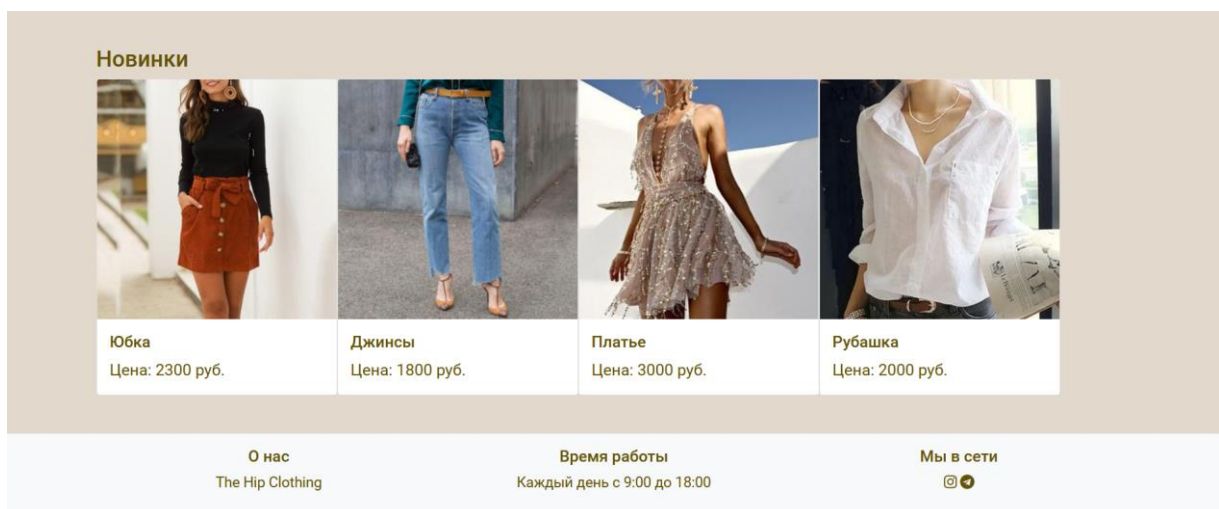 Новинки
Юбка
Цена: 2300 руб.
Джинсы
Цена: 1800 руб.
Платье
Цена: 3000 руб.
Рубашка
Цена: 2000 руб.
О нас
The Hip Clothing
Время работы
Каждый день с 9:00 до 18:00
Мы в сети